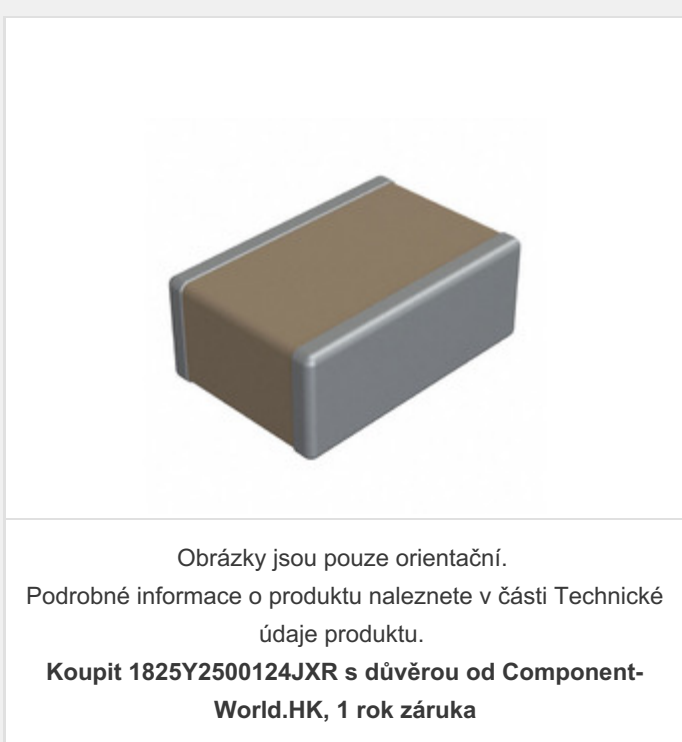 Obrázky jsou pouze orientační.
Podrobné informace o produktu naleznete v části Technické
údaje produktu.
Koupit 1825Y2500124JXR s důvěrou od Component-
World.HK, 1 rok záruka